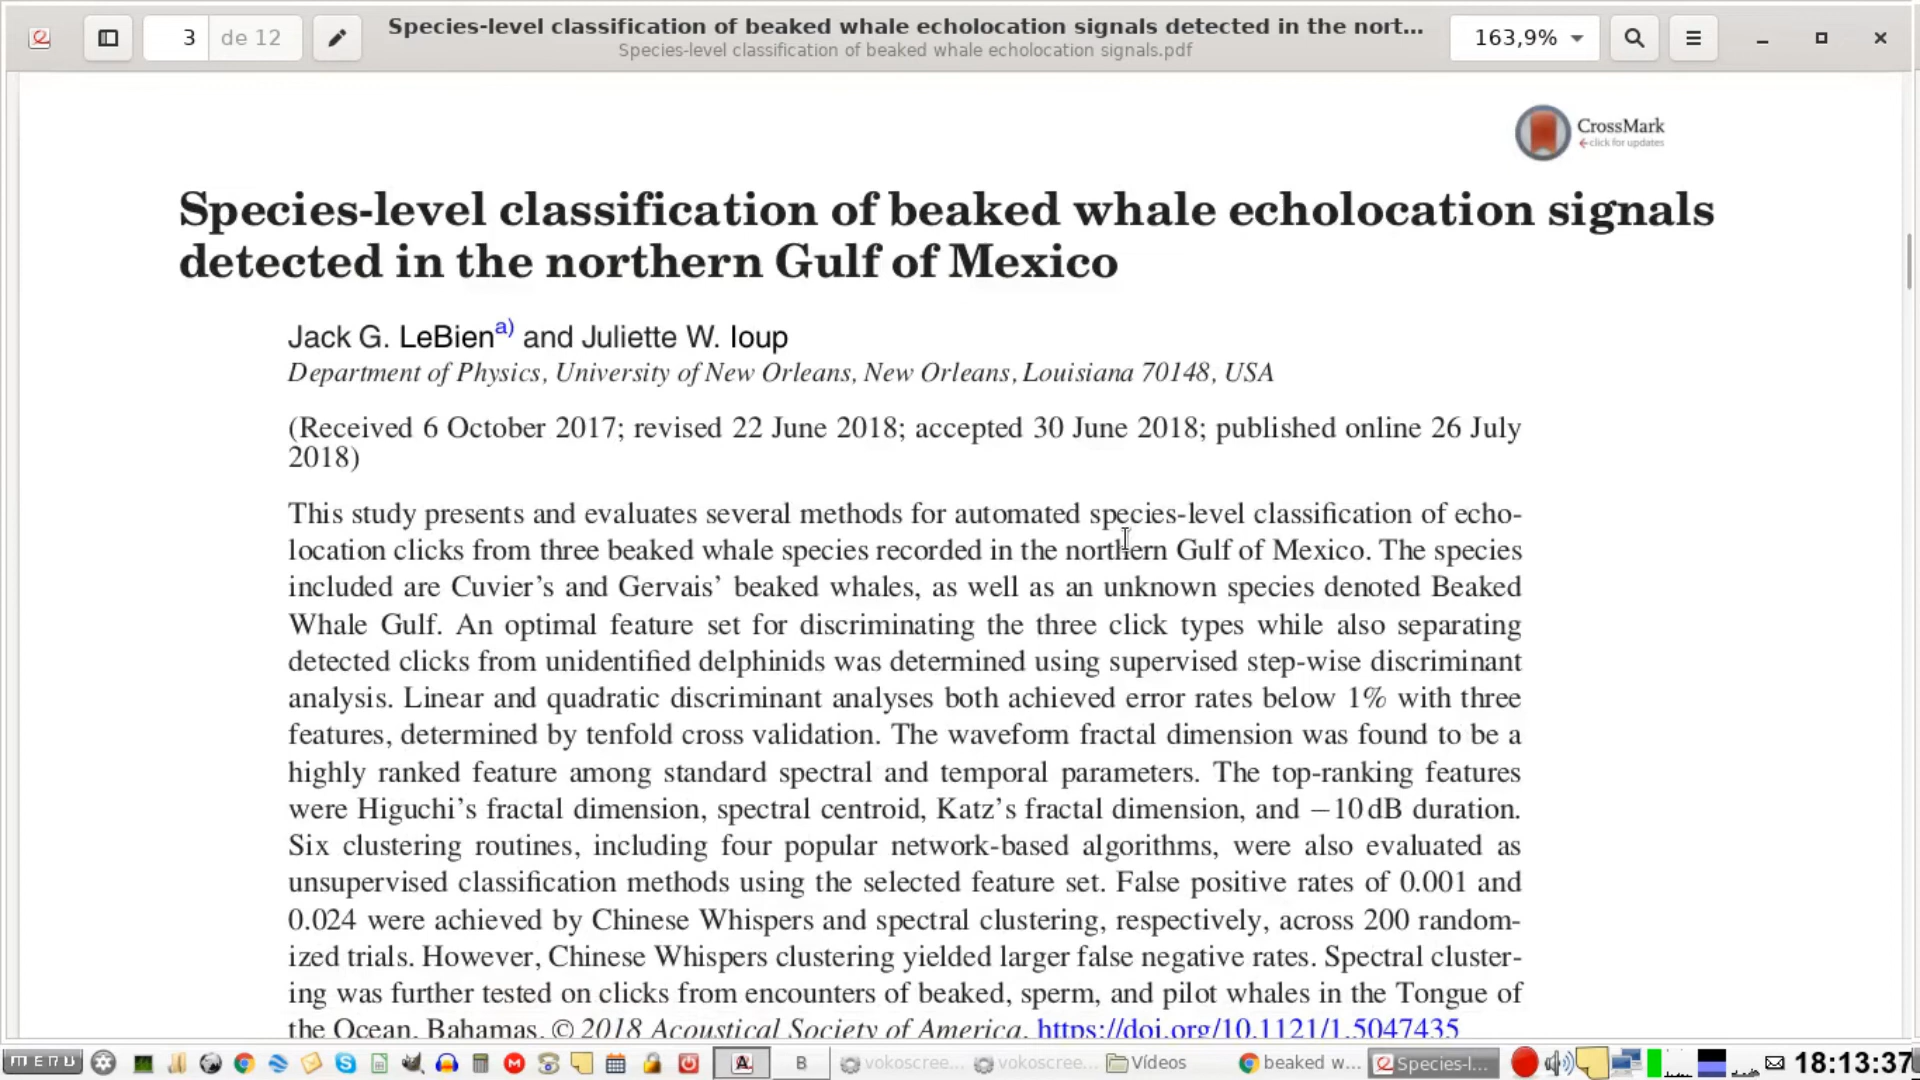 3 de 12 Species-level classification of beaked whale echolocation signals detected in the nort... 163,9%
Species-level classification of beaked whale echolocation signals.pdf
CrossMark
click for updates
Species-level classification of beaked whale echolocation signals
detected in the northern Gulf of Mexico
Jack G. LeBien a) and Juliette W. Ioup
Department of Physics, University of New Orleans, New Orleans, Louisiana 70148, USA
(Received 6 October 2017; revised 22 June 2018; accepted 30 June 2018; published online 26 July
2018)
This study presents and evaluates several methods for automated species-level classification of echo-
location clicks from three beaked whale species recorded in the northern Gulf of Mexico. The species
included are Cuvier's and Gervais' beaked whales, as well as an unknown species denoted Beaked
Whale Gulf. An optimal feature set for discriminating the three click types while also separating
detected clicks from unidentified delphinids was determined using supervised step-wise discriminant
analysis. Linear and quadratic discriminant analyses both achieved error rates below 1% with three
features, determined by tenfold cross validation. The waveform fractal dimension was found to be a
highly ranked feature among standard spectral and temporal parameters. The top-ranking features
were Higuchi's fractal dimension, spectral centroid, Katz's fractal dimension, and −10 dB duration.
Six clustering routines, including four popular network-based algorithms, were also evaluated as
unsupervised classification methods using the selected feature set. False positive rates of 0.001 and
0.024 were achieved by Chinese Whispers and spectral clustering, respectively, across 200 random-
ized trials. However, Chinese Whispers clustering yielded larger false negative rates. Spectral cluster-
ing was further tested on clicks from encounters of beaked, sperm, and pilot whales in the Tongue of
the Ocean, Bahamas. © 2018 Acoustical Society of America. https://doi.org/10.1121/1.5047435
MENU A B vokoscree... vokoscree... Vídeos beaked w... Species-l... 18:13:37